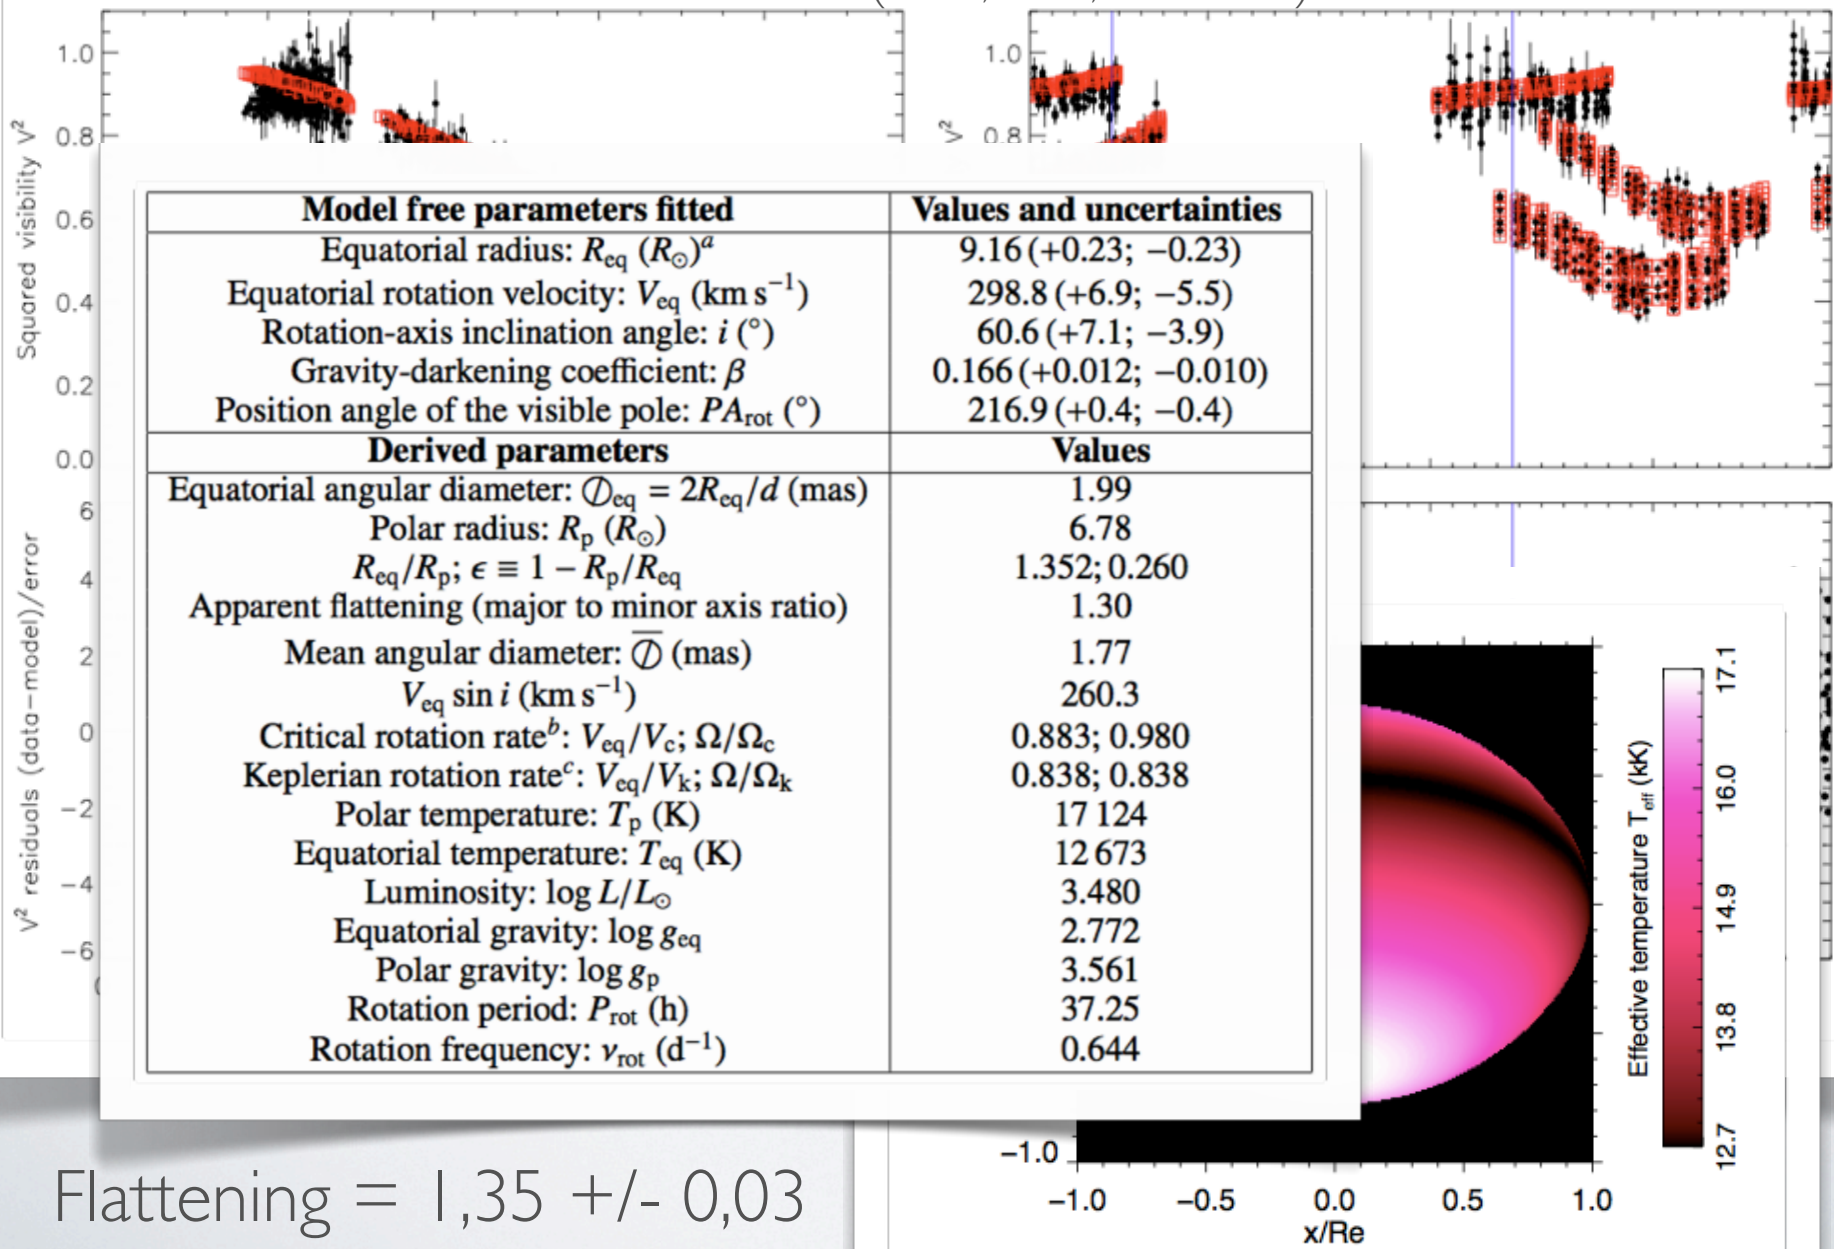 1.0
0.8
0.6
0.4
0.2
0.0
Squared visibility V²
1.0
0.8
V²
6
4
2
0
−2
−4
−6
V² residuals (data−model)/error
Model free parameters fitted Values and uncertainties
Equatorial radius: R_eq (R_⊙)^a 9.16 (+0.23; −0.23)
Equatorial rotation velocity: V_eq (km s⁻¹) 298.8 (+6.9; −5.5)
Rotation-axis inclination angle: i (°) 60.6 (+7.1; −3.9)
Gravity-darkening coefficient: β 0.166 (+0.012; −0.010)
Position angle of the visible pole: PA_rot (°) 216.9 (+0.4; −0.4)
Derived parameters Values
Equatorial angular diameter: ∅_eq = 2R_eq/d (mas) 1.99
Polar radius: R_p (R_⊙) 6.78
R_eq/R_p; ϵ ≡ 1 − R_p/R_eq 1.352; 0.260
Apparent flattening (major to minor axis ratio) 1.30
Mean angular diameter: ∅̅ (mas) 1.77
V_eq sin i (km s⁻¹) 260.3
Critical rotation rate^b: V_eq/V_c; Ω/Ω_c 0.883; 0.980
Keplerian rotation rate^c: V_eq/V_k; Ω/Ω_k 0.838; 0.838
Polar temperature: T_p (K) 17 124
Equatorial temperature: T_eq (K) 12 673
Luminosity: log L/L_⊙ 3.480
Equatorial gravity: log g_eq 2.772
Polar gravity: log g_p 3.561
Rotation period: P_rot (h) 37.25
Rotation frequency: ν_rot (d⁻¹) 0.644
Effective temperature T_eff (kK)
17.1
16.0
14.9
13.8
12.7
−1.0
−1.0 −0.5 0.0 0.5 1.0
x/Re
Flattening = 1,35 +/- 0,03